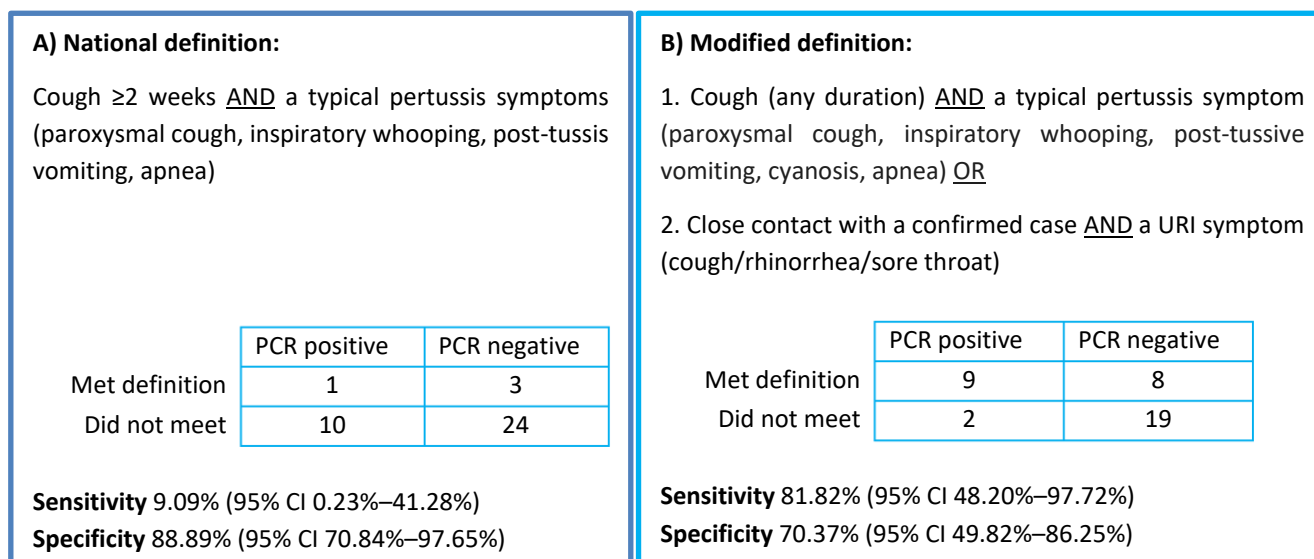 A) National definition:
Cough ≥2 weeks AND a typical pertussis symptoms
(paroxysmal cough, inspiratory whooping, post-tussis
vomiting, apnea)
PCR positive PCR negative
Met definition 1 3
Did not meet 10 24
Sensitivity 9.09% (95% CI 0.23%–41.28%)
Specificity 88.89% (95% CI 70.84%–97.65%)
B) Modified definition:
1. Cough (any duration) AND a typical pertussis symptom
(paroxysmal cough, inspiratory whooping, post-tussive
vomiting, cyanosis, apnea) OR
2. Close contact with a confirmed case AND a URI symptom
(cough/rhinorrhea/sore throat)
PCR positive PCR negative
Met definition 9 8
Did not meet 2 19
Sensitivity 81.82% (95% CI 48.20%–97.72%)
Specificity 70.37% (95% CI 49.82%–86.25%)